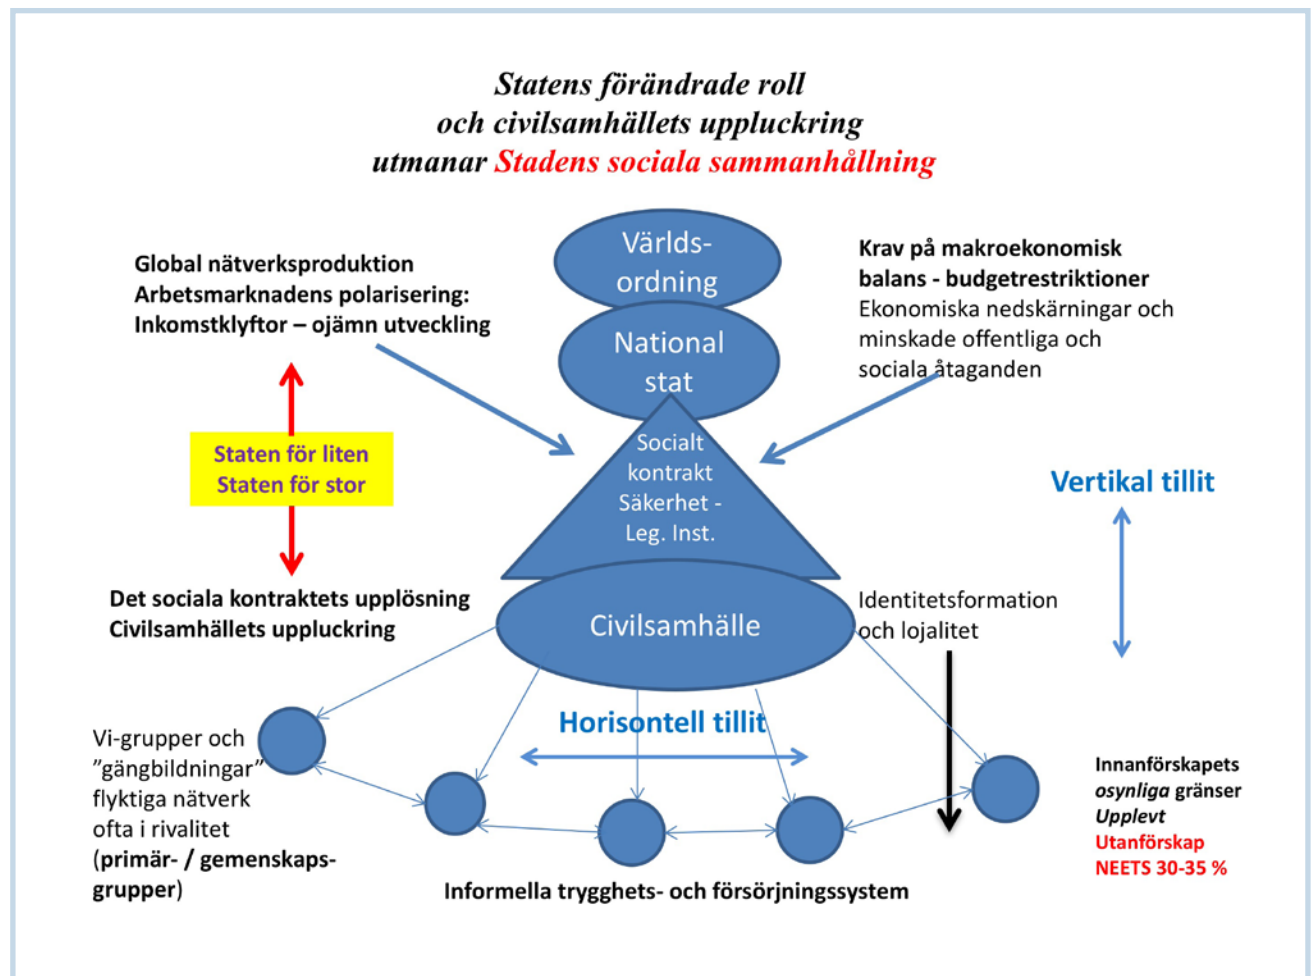 Statens förändrade roll
och civilsamhällets uppluckring
utmanar Stadens sociala sammanhållning
Världs-
ordning
Global nätverksproduktion
Arbetsmarknadens polarisering:
Inkomstklyftor – ojämn utveckling
Krav på makroekonomisk
balans - budgetrestriktioner
Ekonomiska nedskärningar och
minskade offentliga och
sociala åtaganden
National
stat
Staten för liten
Staten för stor
Socialt
kontrakt
Säkerhet -
Leg. Inst.
Vertikal tillit
Det sociala kontraktets upplösning
Civilsamhällets uppluckring
Civilsamhälle
Identitetsformation
och lojalitet
Horisontell tillit
Vi-grupper och
”gängbildningar”
flyktiga nätverk
ofta i rivalitet
(primär- / gemenskaps-
grupper)
Innanförskapets
osynliga gränser
Upplevt
Utanförskap
NEETS 30-35 %
Informella trygghets- och försörjningssystem